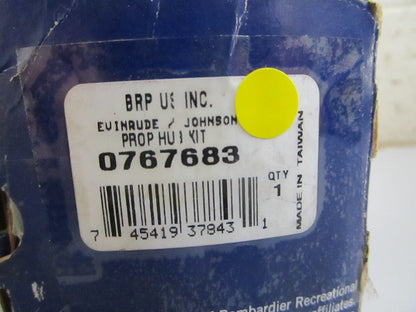 BRP US INC.
EVINRUDE / JOHNSON
PROP HUB KIT
0767683
QTY
1
MADE IN TAIWAN
7 45419 37843 1
Bombardier Recreational
affiliates.